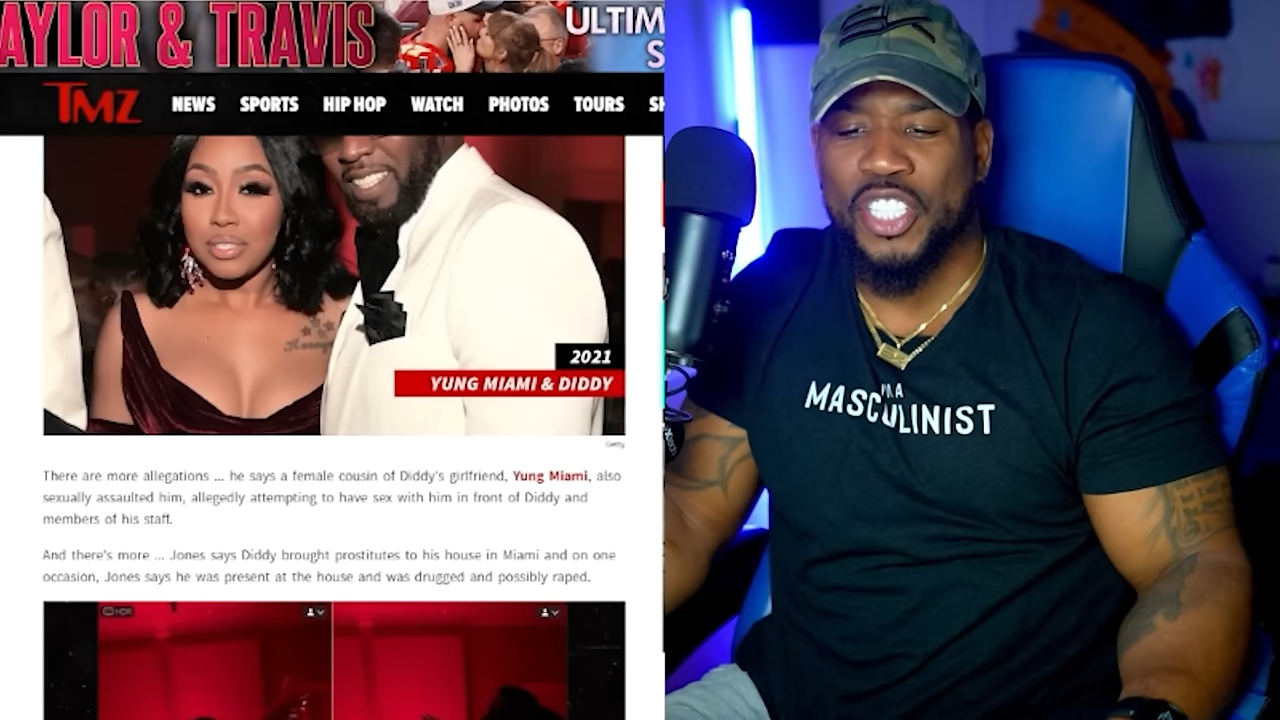 AYLOR & TRAVIS
ULTIM
S
TMZ
NEWS SPORTS HIP HOP WATCH PHOTOS TOURS SH
2021
YUNG MIAMI & DIDDY
Getty
There are more allegations ... he says a female cousin of Diddy's girlfriend, Yung Miami, also
sexually assaulted him, allegedly attempting to have sex with him in front of Diddy and
members of his staff.
And there's more ... Jones says Diddy brought prostitutes to his house in Miami and on one
occasion, Jones says he was present at the house and was drugged and possibly raped.
HDR
MASCULINIST